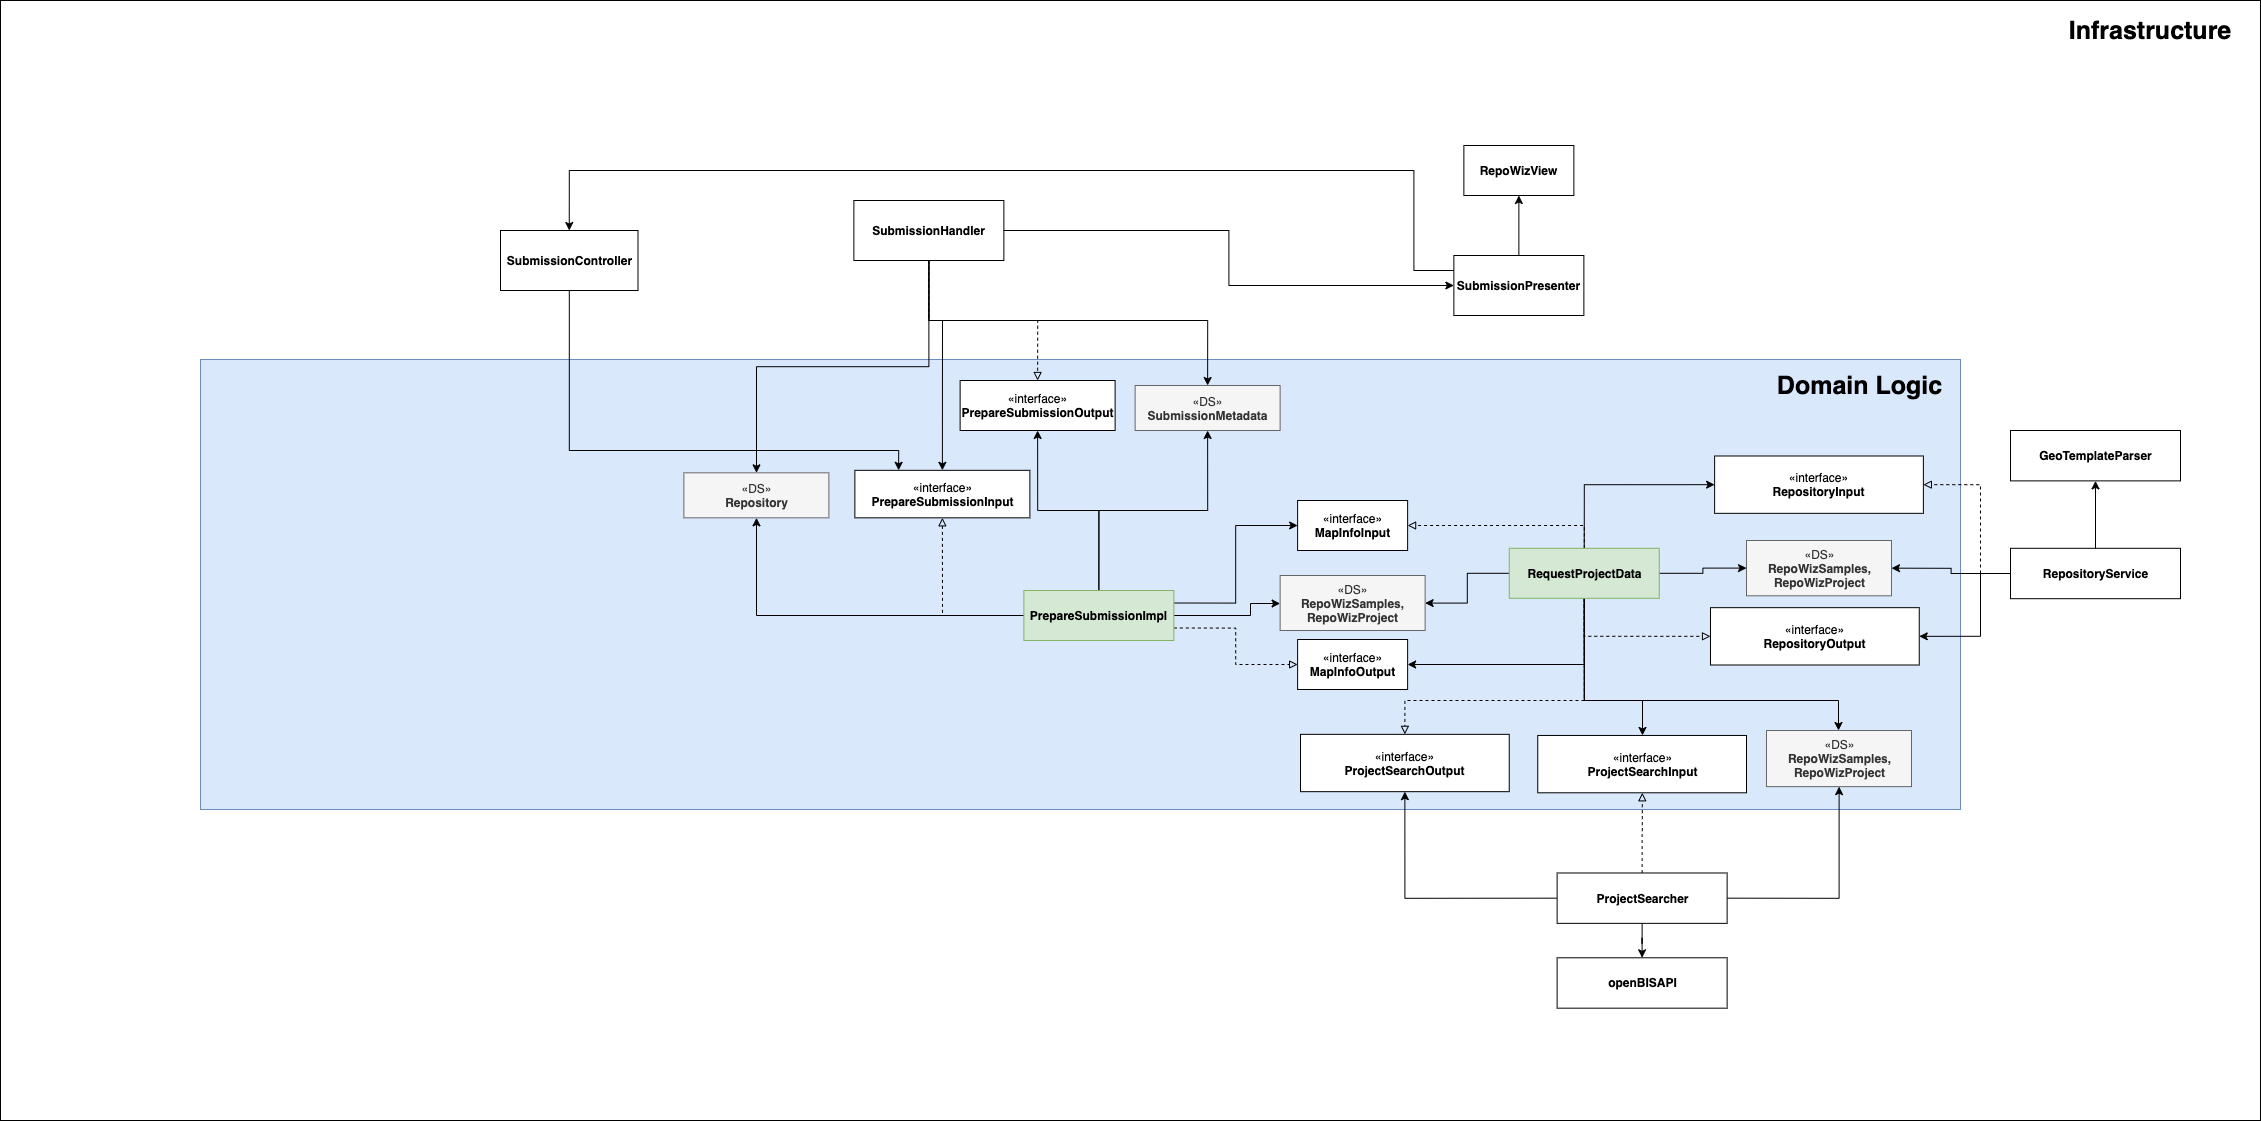 Infrastructure
RepoWizView
SubmissionHandler
SubmissionController
SubmissionPresenter
Domain Logic
«interface»
PrepareSubmissionOutput
«DS»
SubmissionMetadata
GeoTemplateParser
«DS»
Repository
«interface»
PrepareSubmissionInput
«interface»
RepositoryInput
«interface»
MapInfoInput
RequestProjectData
«DS»
RepoWizSamples,
RepoWizProject
RepositoryService
PrepareSubmissionImpl
«DS»
RepoWizSamples,
RepoWizProject
«interface»
RepositoryOutput
«interface»
MapInfoOutput
«interface»
ProjectSearchOutput
«interface»
ProjectSearchInput
«DS»
RepoWizSamples,
RepoWizProject
ProjectSearcher
openBISAPI